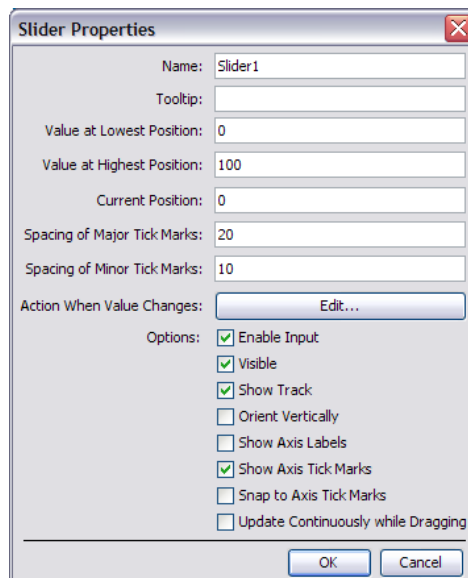 Slider Properties
Name: Slider1
Tooltip:
Value at Lowest Position: 0
Value at Highest Position: 100
Current Position: 0
Spacing of Major Tick Marks: 20
Spacing of Minor Tick Marks: 10
Action When Value Changes: Edit...
Options: Enable Input
Visible
Show Track
Orient Vertically
Show Axis Labels
Show Axis Tick Marks
Snap to Axis Tick Marks
Update Continuously while Dragging
OK Cancel